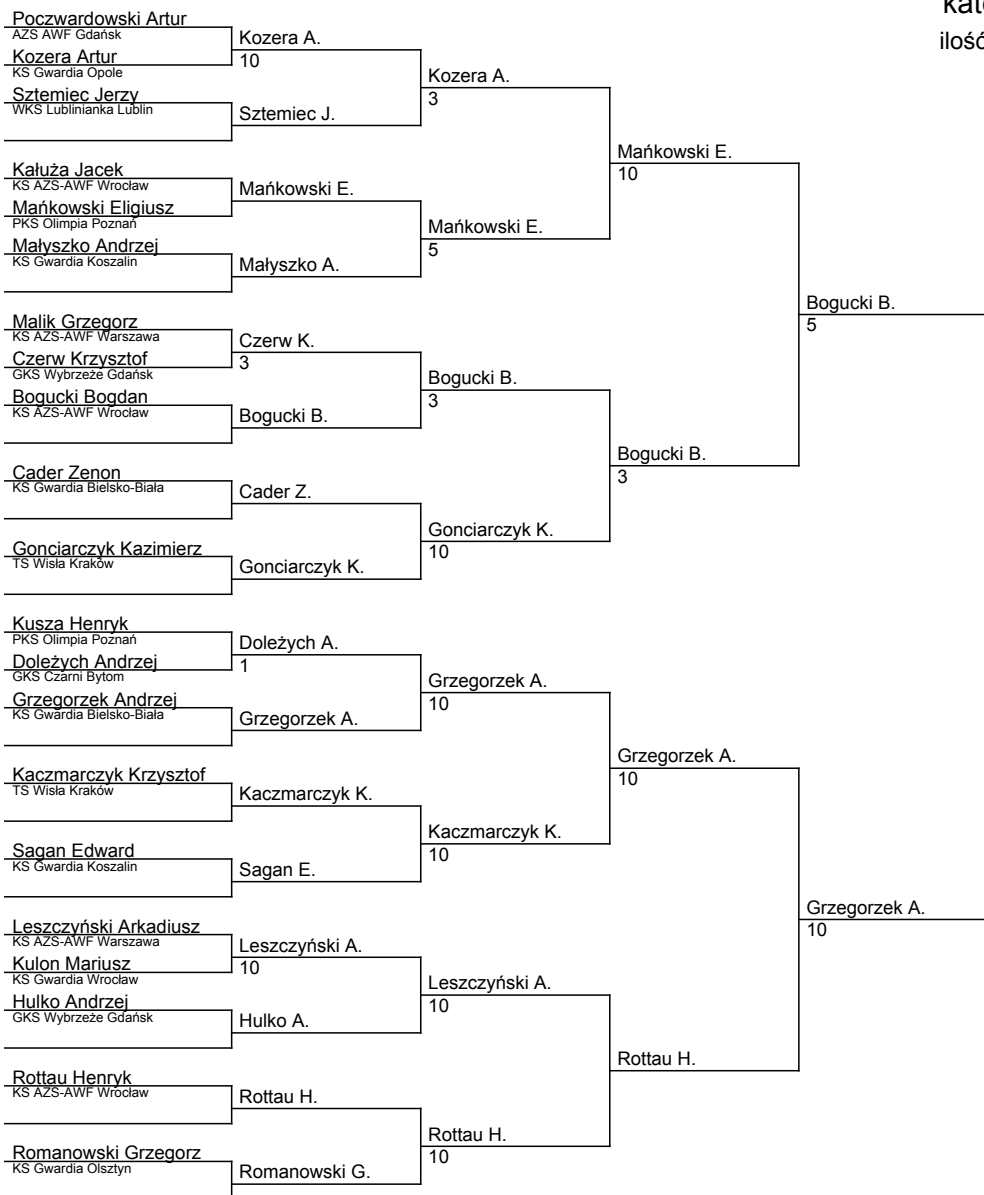 Poczwardowski Artur
AZS AWF Gdańsk
Kozera Artur
KS Gwardia Opole
Sztemiec Jerzy
WKS Lublinianka Lublin
Kałuża Jacek
KS AZS-AWF Wrocław
Mańkowski Eligiusz
PKS Olimpia Poznań
Małyszko Andrzej
KS Gwardia Koszalin
Malik Grzegorz
KS AZS-AWF Warszawa
Czerw Krzysztof
GKS Wybrzeże Gdańsk
Bogucki Bogdan
KS AZS-AWF Wrocław
Cader Zenon
KS Gwardia Bielsko-Biała
Gonciarczyk Kazimierz
TS Wisła Kraków
Kusza Henryk
PKS Olimpia Poznań
Doleżych Andrzej
GKS Czarni Bytom
Grzegorzek Andrzej
KS Gwardia Bielsko-Biała
Kaczmarczyk Krzysztof
TS Wisła Kraków
Sagan Edward
KS Gwardia Koszalin
Leszczyński Arkadiusz
KS AZS-AWF Warszawa
Kulon Mariusz
KS Gwardia Wrocław
Hulko Andrzej
GKS Wybrzeże Gdańsk
Rottau Henryk
KS AZS-AWF Wrocław
Romanowski Grzegorz
KS Gwardia Olsztyn
Kozera A.
10
Sztemiec J.
Mańkowski E.
Małyszko A.
Czerw K.
3
Bogucki B.
Cader Z.
Gonciarczyk K.
Doleżych A.
1
Grzegorzek A.
Kaczmarczyk K.
Sagan E.
Leszczyński A.
10
Hulko A.
Rottau H.
Romanowski G.
Kozera A.
3
Mańkowski E.
5
Bogucki B.
3
Gonciarczyk K.
10
Grzegorzek A.
10
Kaczmarczyk K.
10
Leszczyński A.
10
Rottau H.
10
Mańkowski E.
10
Bogucki B.
3
Grzegorzek A.
10
Rottau H.
Bogucki B.
5
Grzegorzek A.
10
ilość